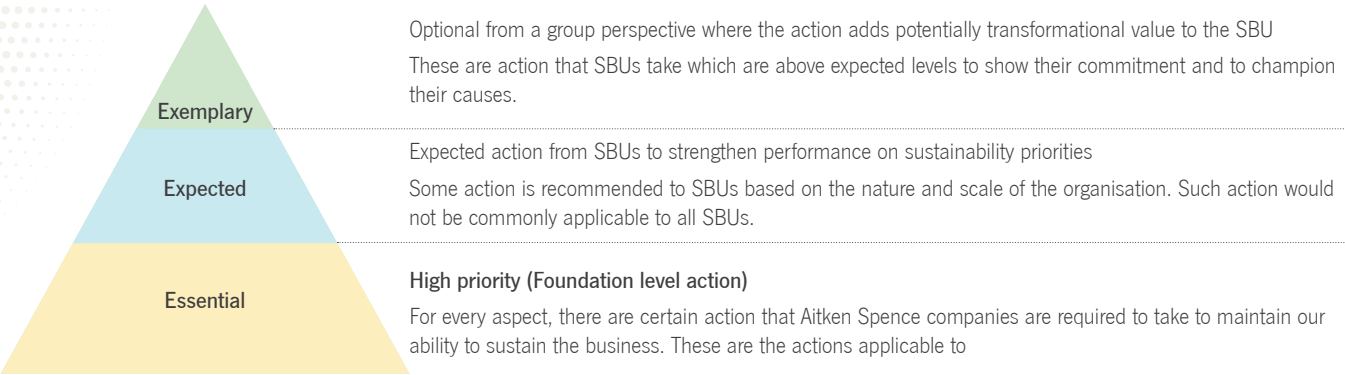 Optional from a group perspective where the action adds potentially transformational value to the SBU
These are action that SBUs take which are above expected levels to show their commitment and to champion
their causes.
Exemplary
Expected action from SBUs to strengthen performance on sustainability priorities
Some action is recommended to SBUs based on the nature and scale of the organisation. Such action would
not be commonly applicable to all SBUs.
Expected
High priority (Foundation level action)
For every aspect, there are certain action that Aitken Spence companies are required to take to maintain our
ability to sustain the business. These are the actions applicable to
Essential